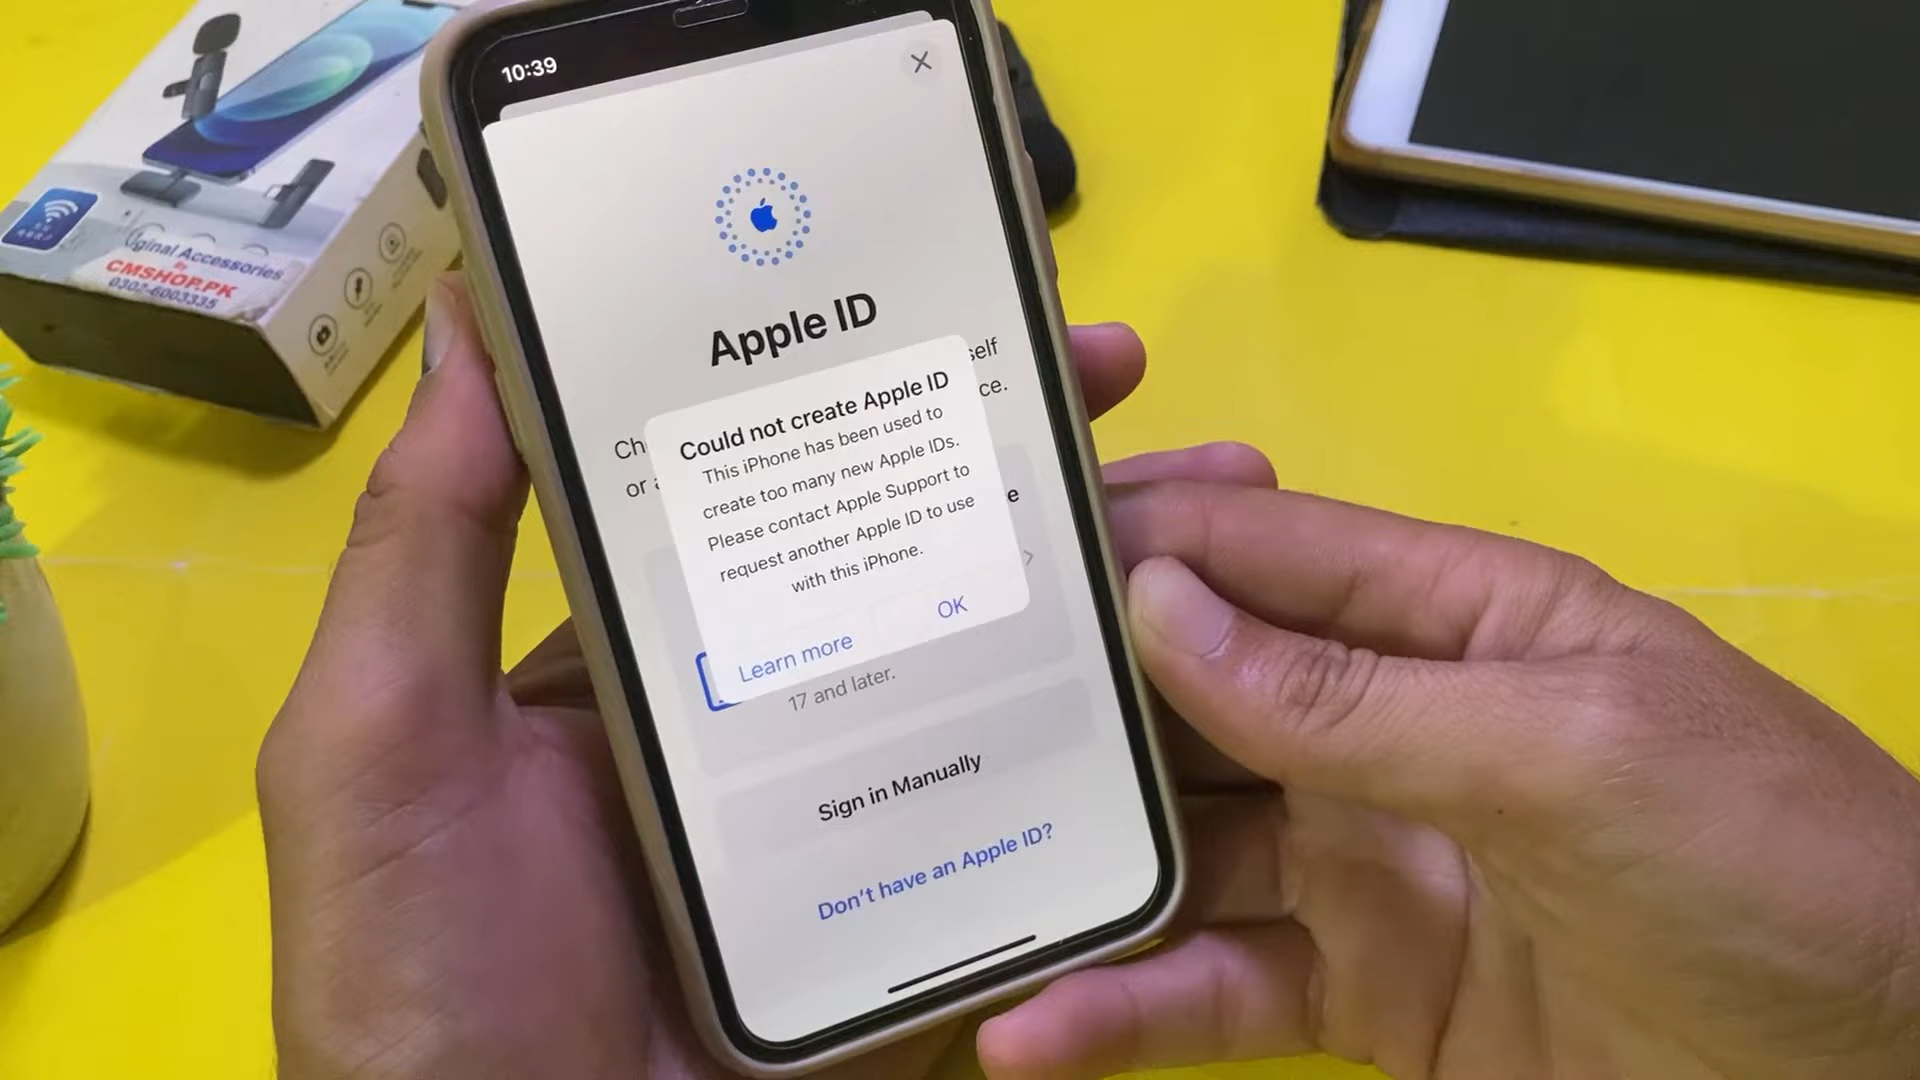 10:39
Apple ID
self
Ch
ce.
or a
Could not create Apple ID
This iPhone has been used to
create too many new Apple IDs.
Please contact Apple Support to
request another Apple ID to use
with this iPhone.
e
Learn more
OK
17 and later.
Sign in Manually
Don't have an Apple ID?
iginal Accessories
By
CMSHOP.PK
0302-6003335